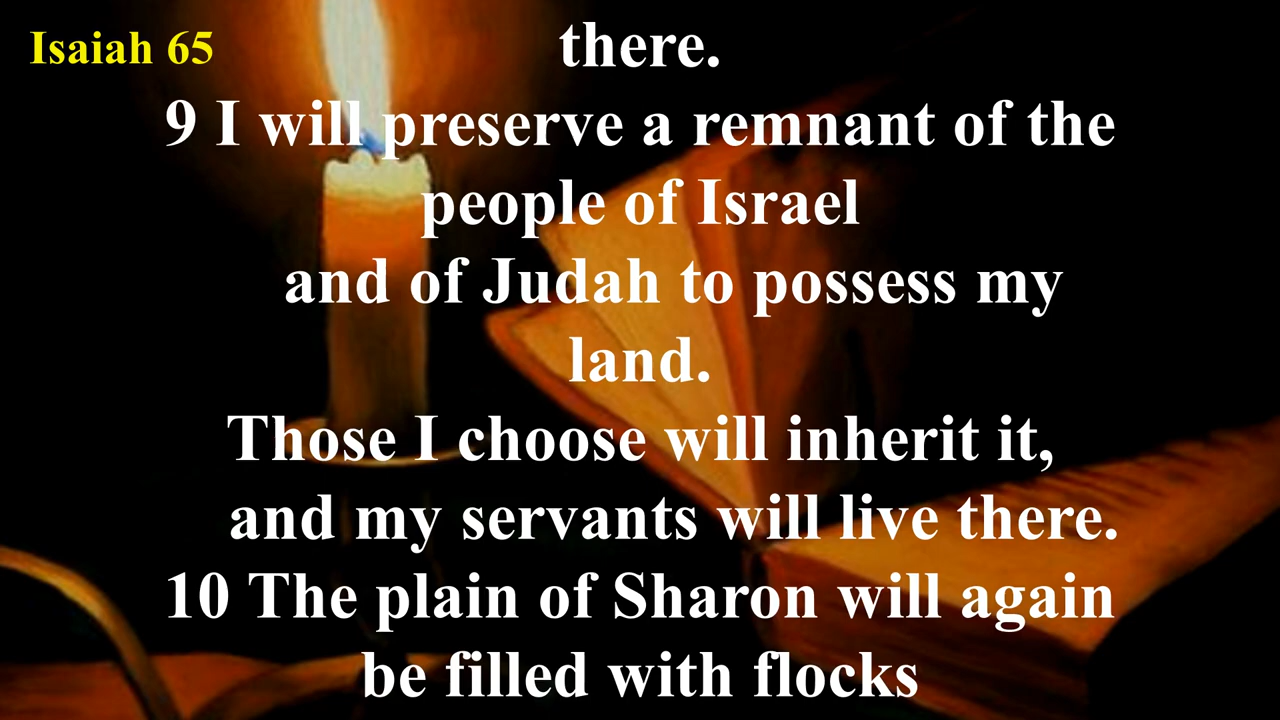 Isaiah 65
there.
9 I will preserve a remnant of the
people of Israel
and of Judah to possess my
land.
Those I choose will inherit it,
and my servants will live there.
10 The plain of Sharon will again
be filled with flocks